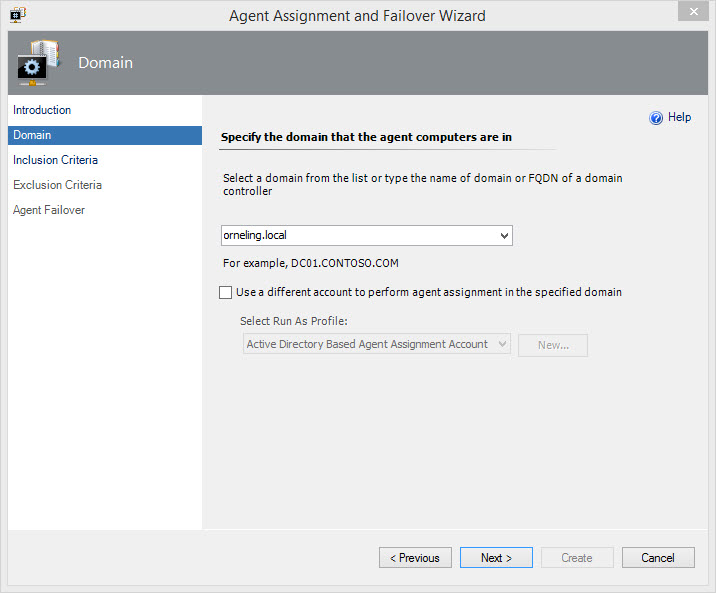 Agent Assignment and Failover Wizard
Domain
Introduction
Domain
Inclusion Criteria
Exclusion Criteria
Agent Failover
Help
Specify the domain that the agent computers are in
Select a domain from the list or type the name of domain or FQDN of a domain
controller
orneling.local
For example, DC01.CONTOSO.COM
Use a different account to perform agent assignment in the specified domain
Select Run As Profile:
Active Directory Based Agent Assignment Account
New...
< Previous
Next >
Create
Cancel